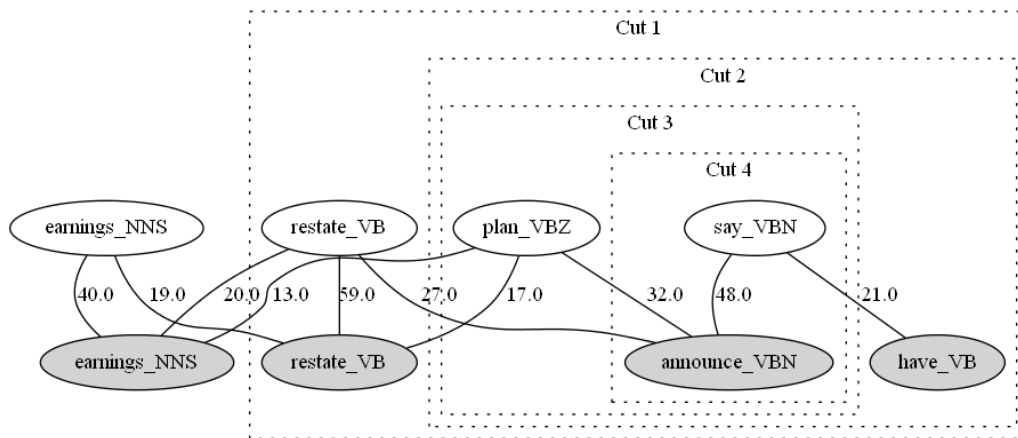 Cut 1
Cut 2
Cut 3
Cut 4
earnings_NNS restate_VB plan_VBZ say_VBN
40.0 19.0 20.0 13.0 59.0 27.0 17.0 32.0 48.0 21.0
earnings_NNS restate_VB announce_VBN have_VB